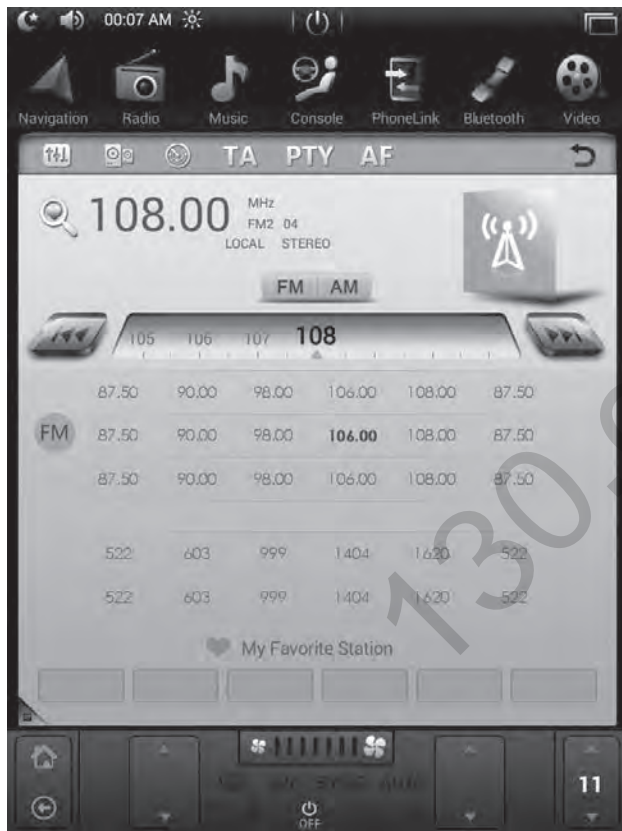 00:07 AM
Navigation Radio Music Console PhoneLink Bluetooth Video
TA PTY AF
108.00 MHz
FM2 04
LOCAL STEREO
FM AM
105 106 107 108
87.50 90.00 98.00 106.00 108.00 87.50
FM 87.50 90.00 98.00 106.00 108.00 87.50
87.50 90.00 98.00 106.00 108.00 87.50
522 603 999 1404 1620 522
522 603 999 1404 1620 522
My Favorite Station
11
OFF
130.